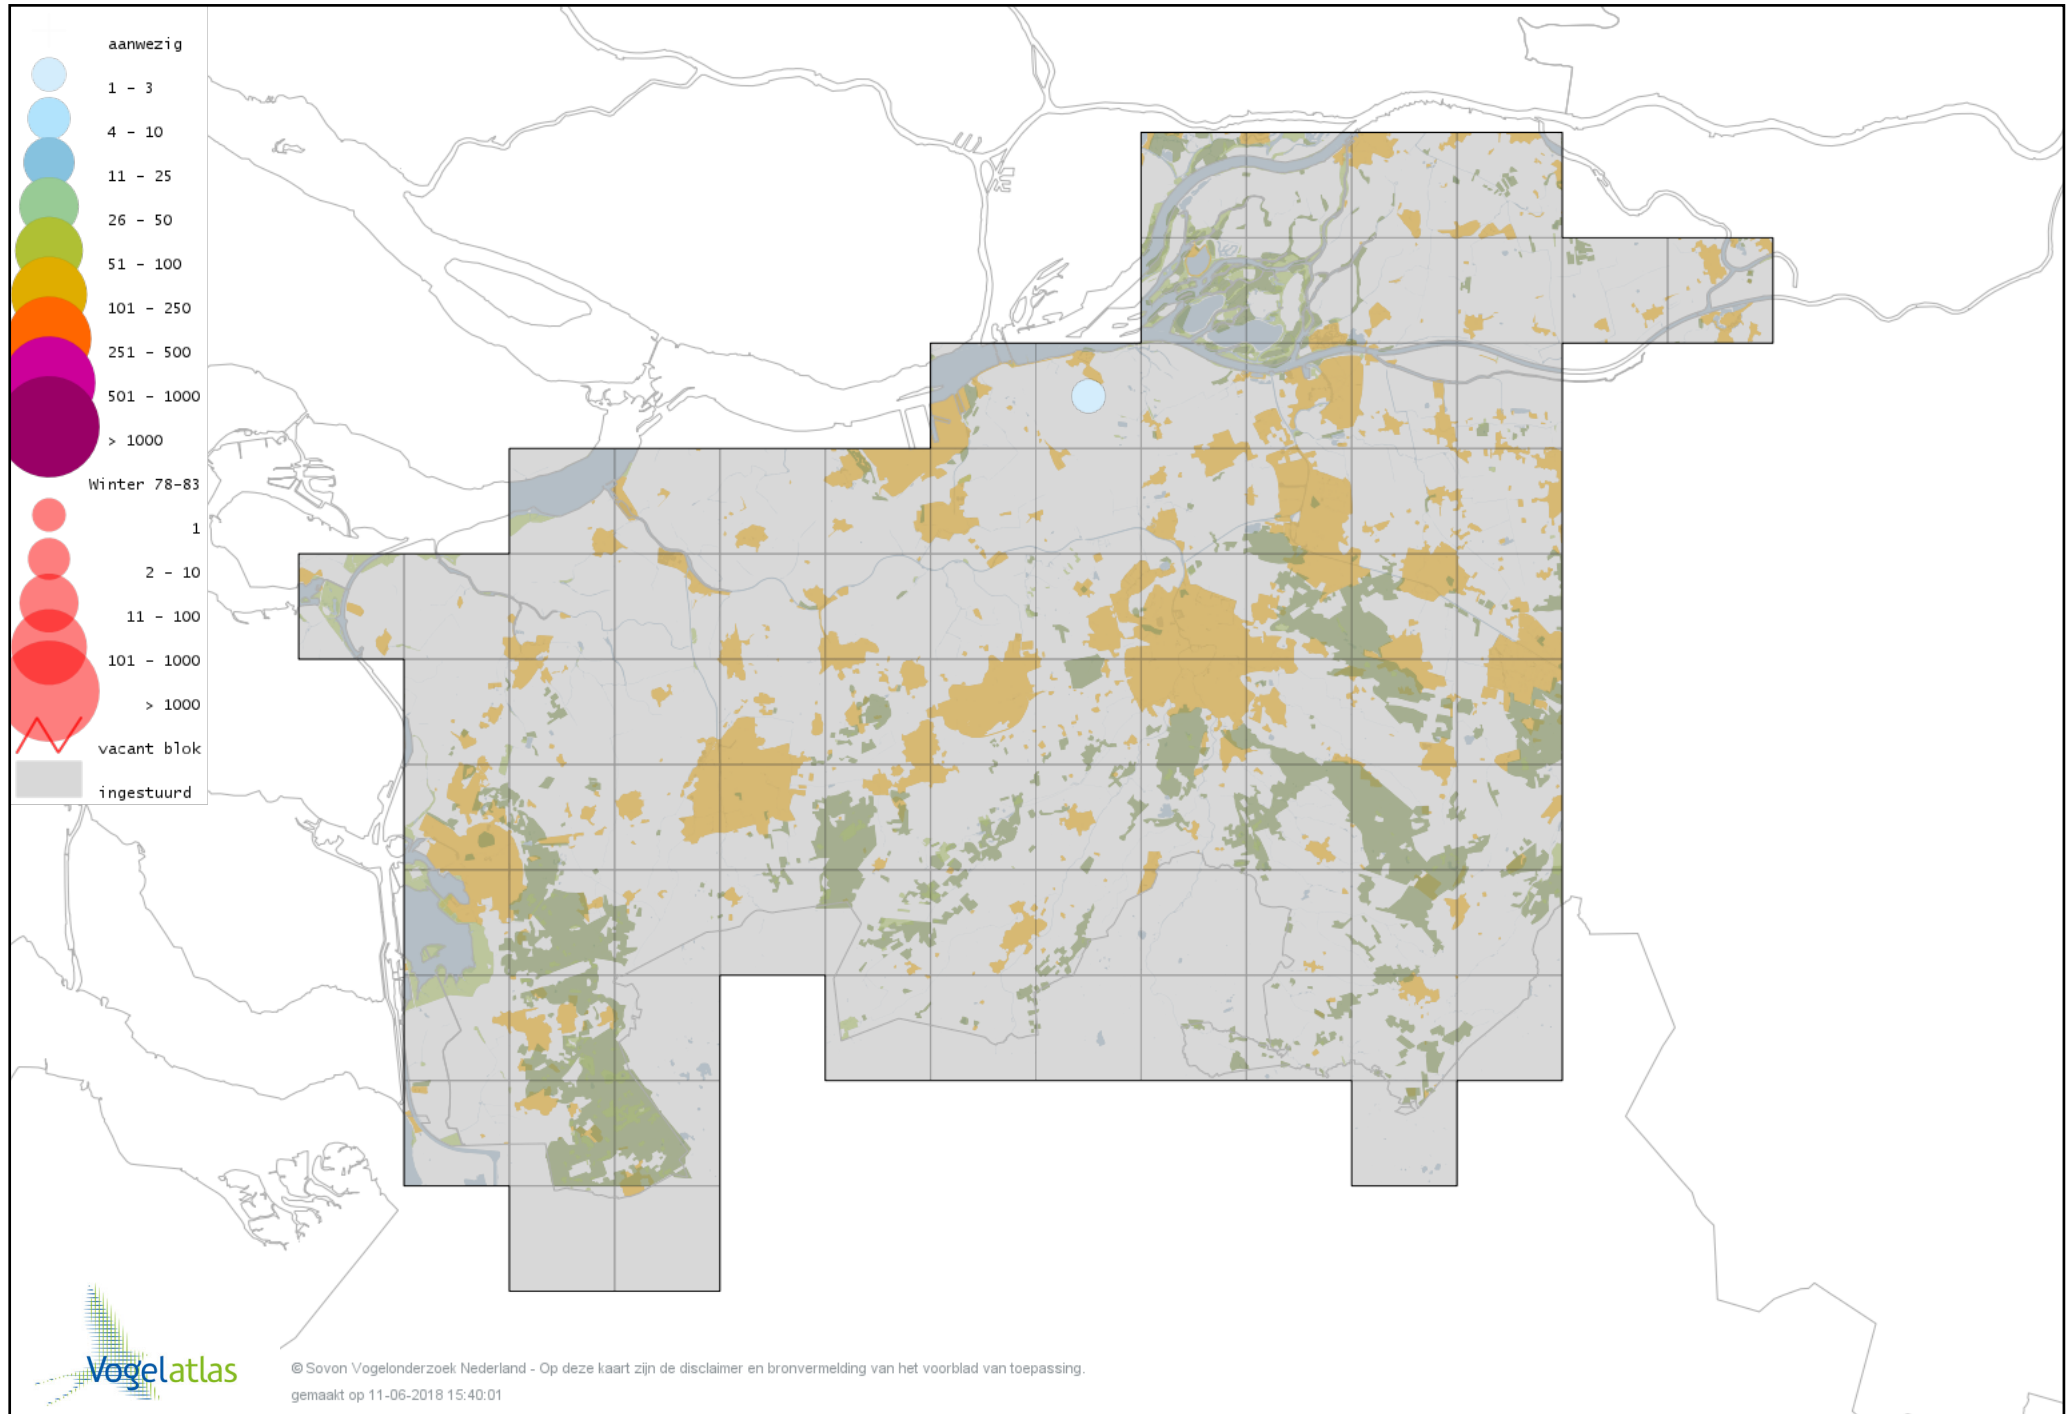 aanwezig
1 – 3
4 – 10
11 – 25
26 – 50
51 – 100
101 – 250
251 – 500
501 – 1000
> 1000
Winter 78-83
1
2 – 10
11 – 100
101 – 1000
> 1000
vacant blok
ingestuurd
Vogelatlas
© Sovon Vogelonderzoek Nederland - Op deze kaart zijn de disclaimer en bronvermelding van het voorblad van toepassing.
gemaakt op 11-06-2018 15:40:01